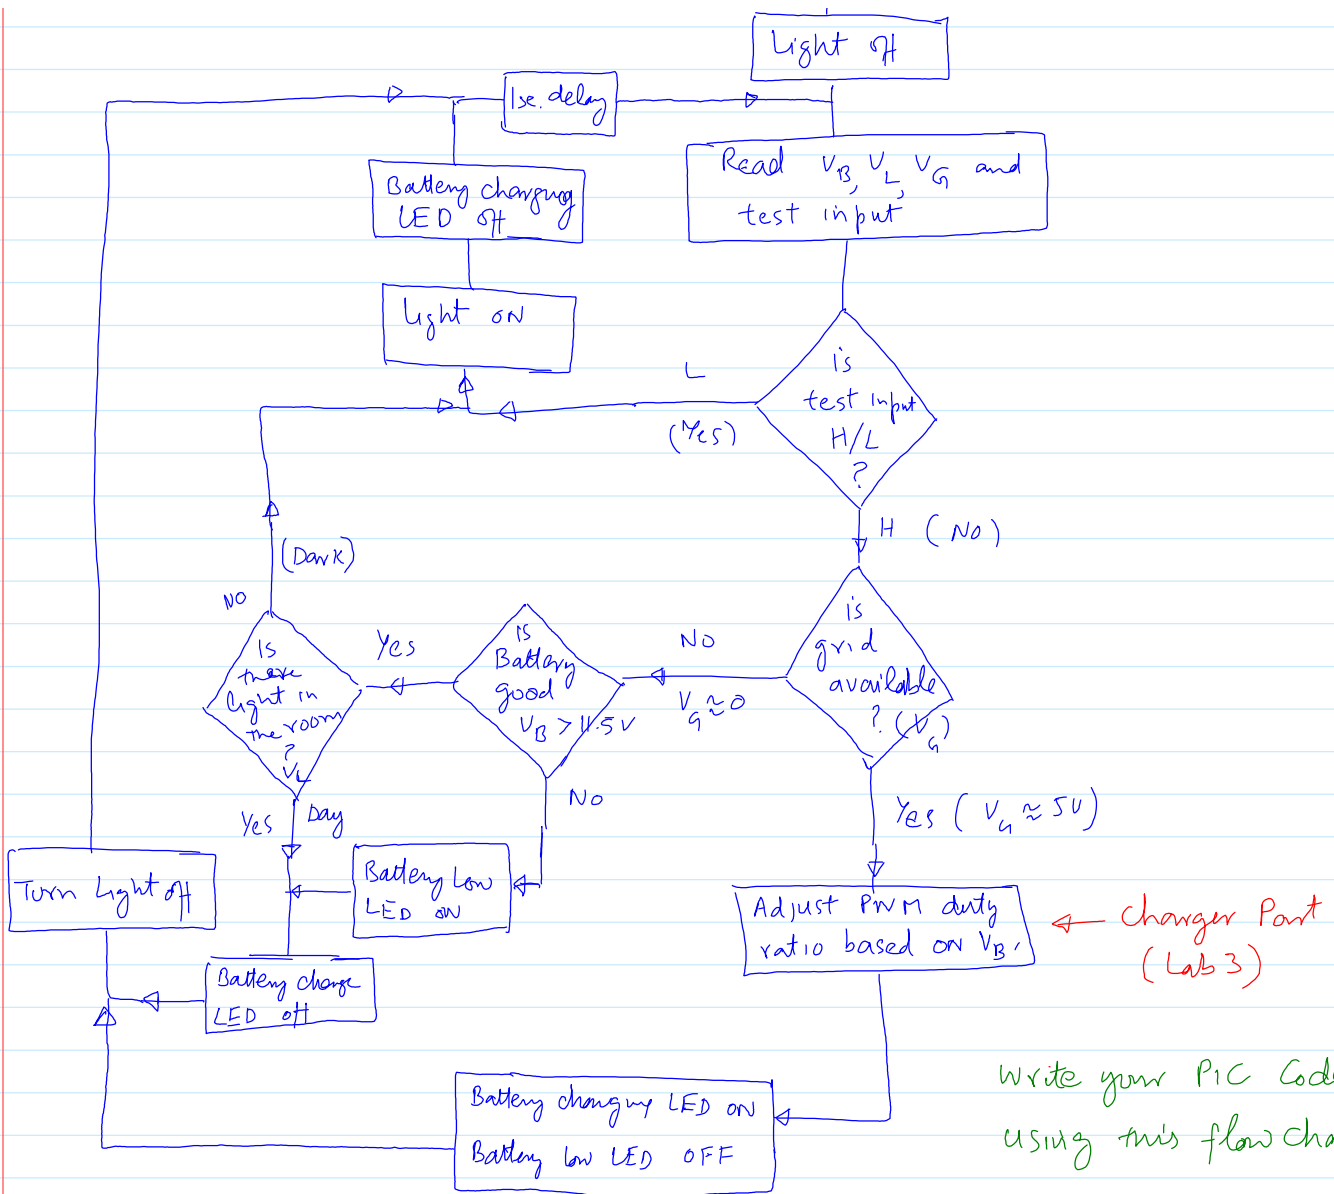 Light off
1se. delay
Read VB, VL, VG and
test input
Battery charging
LED off
Light ON
is
test input
H/L
?
L
(Yes)
H (NO)
is
grid
available
? (VG)
NO
VG ≈ 0
Yes ( VG ≈ 5V)
is
Battery
good
VB > 11.5V
Yes
NO
Is
there
light in
the room
?
VL
NO
(Dark)
Yes
Day
Battery Low
LED ON
Turn Light off
Battery charge
LED off
Adjust PWM duty
ratio based on VB.
← Charger Part
(Lab 3)
Battery charging LED ON
Battery low LED OFF
Write your PIC Cod
using this flow cha